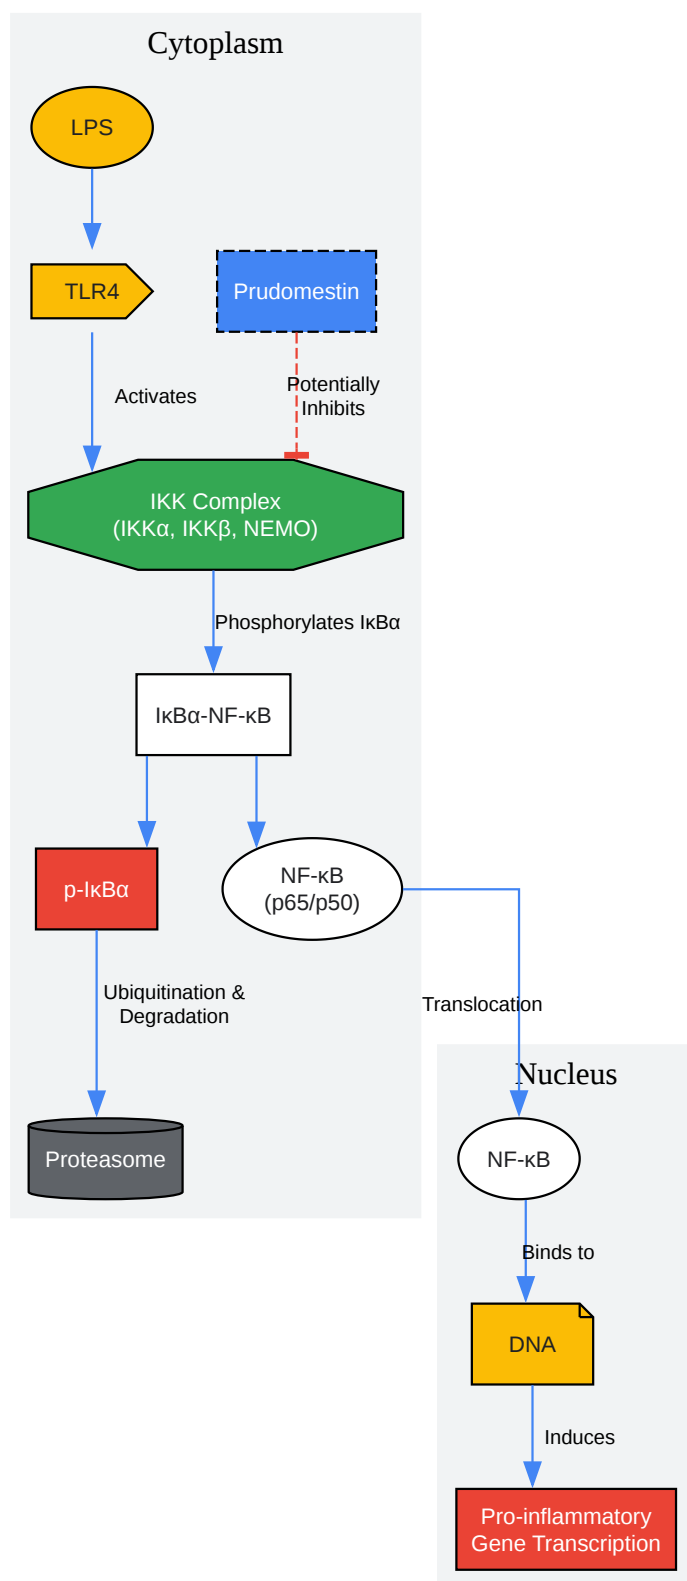 Cytoplasm
LPS
TLR4
Prudomestin
Activates
Potentially
Inhibits
IKK Complex
(IKKα, IKKβ, NEMO)
Phosphorylates IκBα
IκBα-NF-κB
p-IκBα
NF-κB
(p65/p50)
Ubiquitination &
Degradation
Translocation
Nucleus
Proteasome
NF-κB
Binds to
DNA
Induces
Pro-inflammatory
Gene Transcription